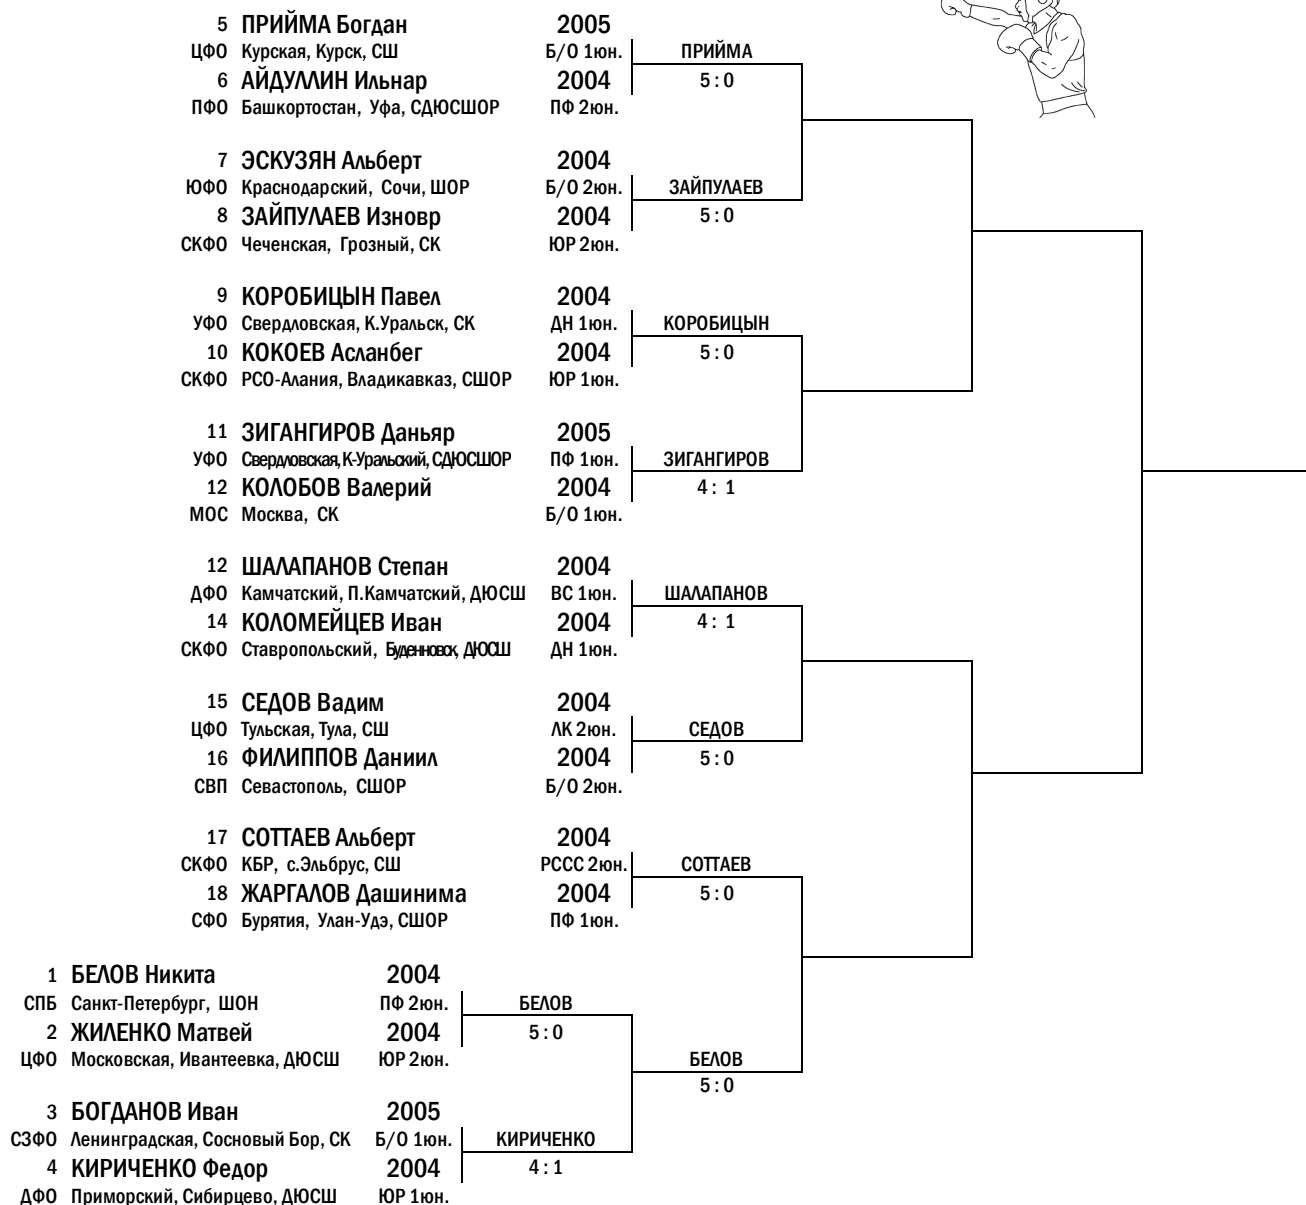 5 ПРИЙМА Богдан 2005
ЦФО Курская, Курск, СШ Б/О 1юн. ПРИЙМА
6 АЙДУЛЛИН Ильнар 2004 5:0
ПФО Башкортостан, Уфа, СДЮСШОР ПФ 2юн.
7 ЭСКУЗЯН Альберт 2004
ЮФО Краснодарский, Сочи, ШОР Б/О 2юн. ЗАЙПУЛАЕВ
8 ЗАЙПУЛАЕВ Изновр 2004 5:0
СКФО Чеченская, Грозный, СК ЮР 2юн.
9 КОРОБИЦЫН Павел 2004
УФО Свердловская, К.Уральск, СК ДН 1юн. КОРОБИЦЫН
10 КОКОЕВ Асланбег 2004 5:0
СКФО РСО-Алания, Владикавказ, СШОР ЮР 1юн.
11 ЗИГАНГИРОВ Даньяр 2005
УФО Свердловская, К-Уральский, СДЮСШОР ПФ 1юн. ЗИГАНГИРОВ
12 КОЛОБОВ Валерий 2004 4: 1
МОС Москва, СК Б/О 1юн.
12 ШАЛАПАНОВ Степан 2004
ДФО Камчатский, П.Камчатский, ДЮСШ ВС 1юн. ШАЛАПАНОВ
14 КОЛОМЕЙЦЕВ Иван 2004 4: 1
СКФО Ставропольский, Буденновск, ДЮСШ ДН 1юн.
15 СЕДОВ Вадим 2004
ЦФО Тульская, Тула, СШ ЛК 2юн. СЕДОВ
16 ФИЛИППОВ Даниил 2004 5:0
СВП Севастополь, СШОР Б/О 2юн.
17 СОТТАЕВ Альберт 2004
СКФО КБР, с.Эльбрус, СШ РССС 2юн. СОТТАЕВ
18 ЖАРГАЛОВ Дашинима 2004 5:0
СФО Бурятия, Улан-Удэ, СШОР ПФ 1юн.
1 БЕЛОВ Никита 2004
СПБ Санкт-Петербург, ШОН ПФ 2юн. БЕЛОВ
2 ЖИЛЕНКО Матвей 2004 5:0
ЦФО Московская, Ивантеевка, ДЮСШ ЮР 2юн. БЕЛОВ
5:0
3 БОГДАНОВ Иван 2005
СЗФО Ленинградская, Сосновый Бор, СК Б/О 1юн. КИРИЧЕНКО
4 КИРИЧЕНКО Федор 2004 4:1
ДФО Приморский, Сибирцево, ДЮСШ ЮР 1юн.